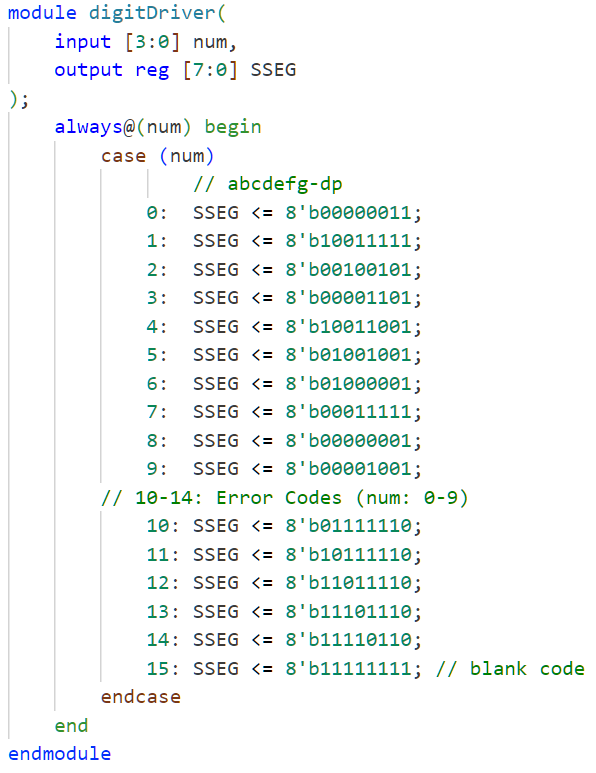 module digitDriver(
    input [3:0] num,
    output reg [7:0] SSEG
);
    always@(num) begin
        case (num)
                // abcdefg-dp
            0:  SSEG <= 8'b00000011;
            1:  SSEG <= 8'b10011111;
            2:  SSEG <= 8'b00100101;
            3:  SSEG <= 8'b00001101;
            4:  SSEG <= 8'b10011001;
            5:  SSEG <= 8'b01001001;
            6:  SSEG <= 8'b01000001;
            7:  SSEG <= 8'b00011111;
            8:  SSEG <= 8'b00000001;
            9:  SSEG <= 8'b00001001;
        // 10-14: Error Codes (num: 0-9)
            10: SSEG <= 8'b01111110;
            11: SSEG <= 8'b10111110;
            12: SSEG <= 8'b11011110;
            13: SSEG <= 8'b11101110;
            14: SSEG <= 8'b11110110;
            15: SSEG <= 8'b11111111; // blank code
        endcase
    end
endmodule